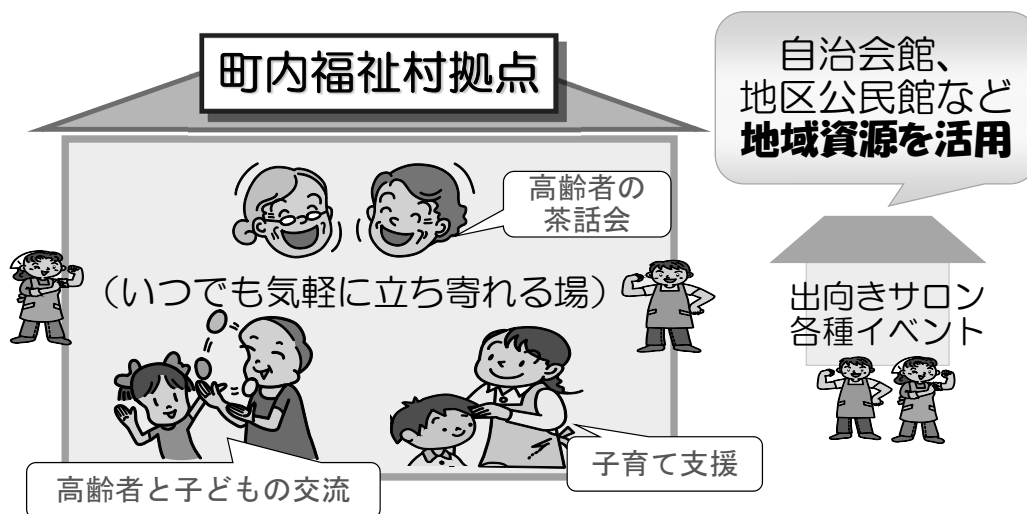 町内福祉村拠点
自治会館、
地区公民館など
地域資源を活用
高齢者の
茶話会
（いつでも気軽に立ち寄れる場）
出向きサロン
各種イベント
子育て支援
高齢者と子どもの交流